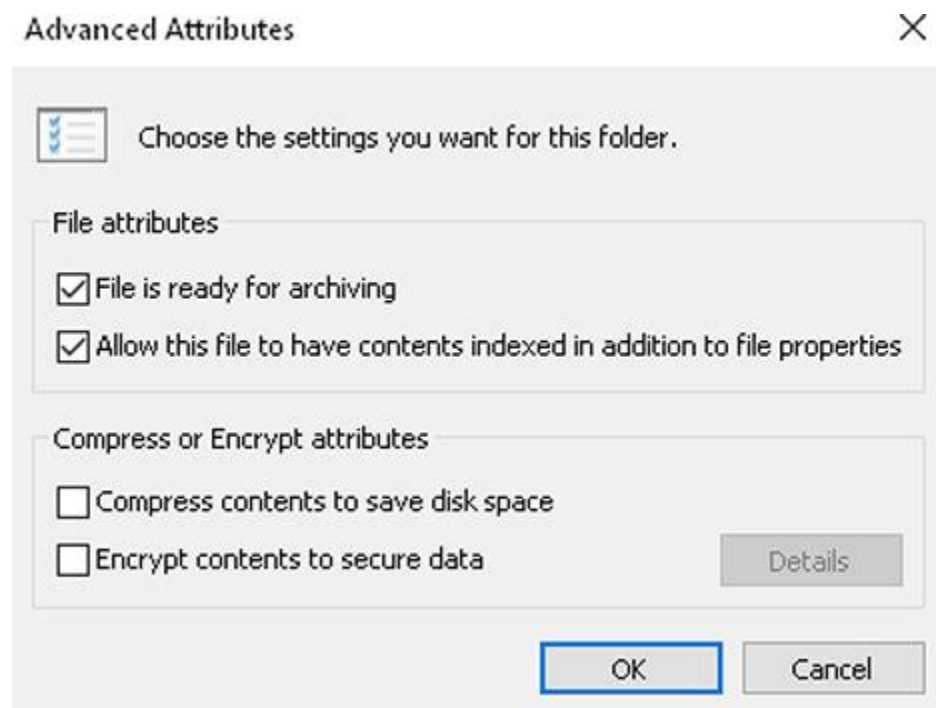 Advanced Attributes
Choose the settings you want for this folder.
File attributes
File is ready for archiving
Allow this file to have contents indexed in addition to file properties
Compress or Encrypt attributes
Compress contents to save disk space
Encrypt contents to secure data
Details
OK
Cancel